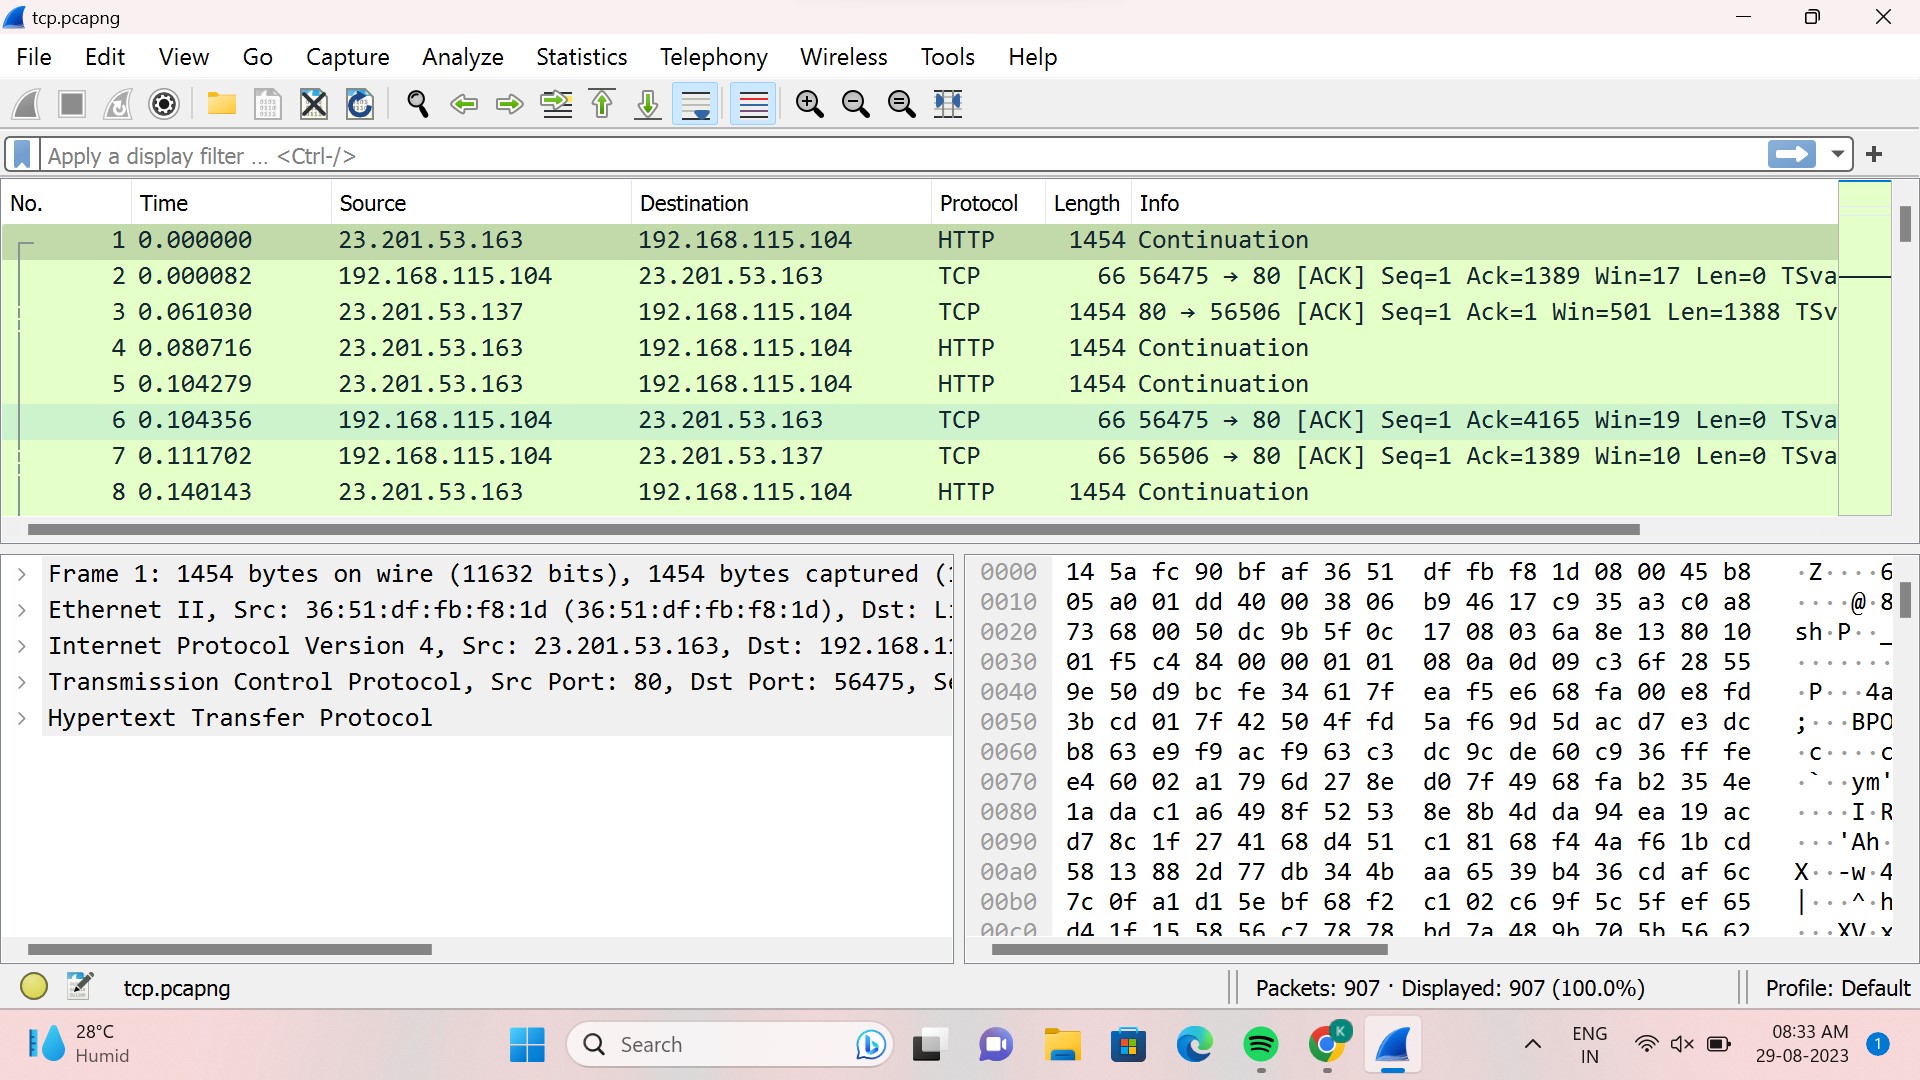 tcp.pcapng
File Edit View Go Capture Analyze Statistics Telephony Wireless Tools Help
Apply a display filter ... <Ctrl-/>
No. Time Source Destination Protocol Length Info
1 0.000000 23.201.53.163 192.168.115.104 HTTP 1454 Continuation
2 0.000082 192.168.115.104 23.201.53.163 TCP 66 56475 → 80 [ACK] Seq=1 Ack=1389 Win=17 Len=0 TSva
3 0.061030 23.201.53.137 192.168.115.104 TCP 1454 80 → 56506 [ACK] Seq=1 Ack=1 Win=501 Len=1388 TSv
4 0.080716 23.201.53.163 192.168.115.104 HTTP 1454 Continuation
5 0.104279 23.201.53.163 192.168.115.104 HTTP 1454 Continuation
6 0.104356 192.168.115.104 23.201.53.163 TCP 66 56475 → 80 [ACK] Seq=1 Ack=4165 Win=19 Len=0 TSva
7 0.111702 192.168.115.104 23.201.53.137 TCP 66 56506 → 80 [ACK] Seq=1 Ack=1389 Win=10 Len=0 TSva
8 0.140143 23.201.53.163 192.168.115.104 HTTP 1454 Continuation
Frame 1: 1454 bytes on wire (11632 bits), 1454 bytes captured (
Ethernet II, Src: 36:51:df:fb:f8:1d (36:51:df:fb:f8:1d), Dst:
Internet Protocol Version 4, Src: 23.201.53.163, Dst: 192.168.11
Transmission Control Protocol, Src Port: 80, Dst Port: 56475, Se
Hypertext Transfer Protocol
0000 14 5a fc 90 bf af 36 51 df fb f8 1d 08 00 45 b8 ·Z····6
0010 05 a0 01 dd 40 00 38 06 b9 46 17 c9 35 a3 c0 a8 ····@·8
0020 73 68 00 50 dc 9b 5f 0c 17 08 03 6a 8e 13 80 10 sh·P··_
0030 01 f5 c4 84 00 00 01 01 08 0a 0d 09 c3 6f 28 55 ·······
0040 9e 50 d9 bc fe 34 61 7f ea f5 e6 68 fa 00 e8 fd ·P···4a
0050 3b cd 01 7f 42 50 4f fd 5a f6 9d 5d ac d7 e3 dc ;···BPO
0060 b8 63 e9 f9 ac f9 63 c3 dc 9c de 60 c9 36 ff fe ·c····c
0070 e4 60 02 a1 79 6d 27 8e d0 7f 49 68 fa b2 35 4e ·`··ym'
0080 1a da c1 a6 49 8f 52 53 8e 8b 4d da 94 ea 19 ac ····I·R
0090 d7 8c 1f 27 41 68 d4 51 c1 81 68 f4 4a f6 1b cd ···'Ah·
00a0 58 13 88 2d 77 db 34 4b aa 65 39 b4 36 cd af 6c X··-w·4
00b0 7c 0f a1 d1 5e bf 68 f2 c1 02 c6 9f 5c 5f ef 65 |···^·h
00c0 d4 1f 15 58 56 c7 78 78 bd 7a 48 9b 70 5b 56 62 ···XV·x
tcp.pcapng Packets: 907 · Displayed: 907 (100.0%) Profile: Default
28°C
Humid
Search
K
ENG
IN
08:33 AM
29-08-2023
1